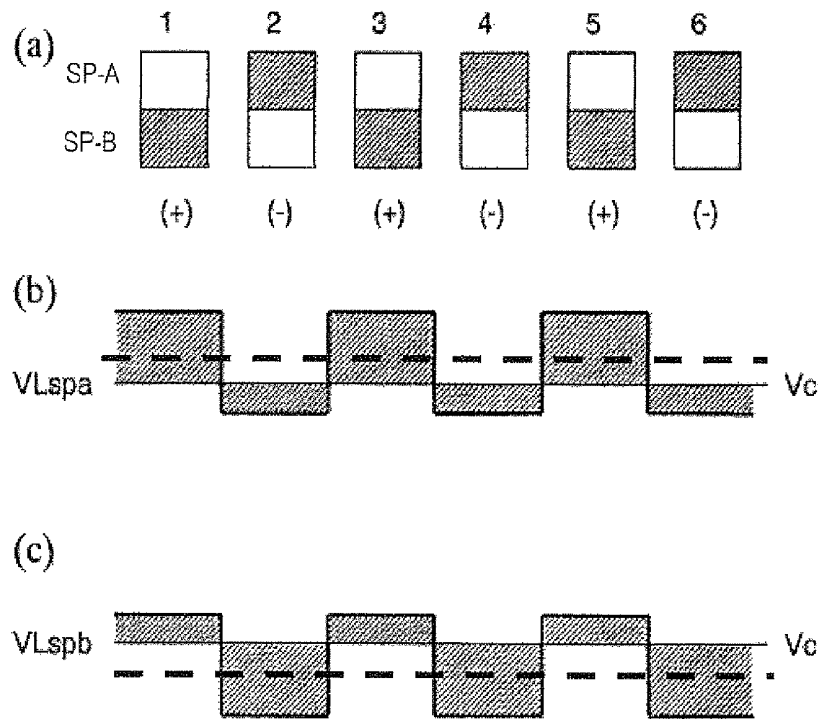 (a) 1 2 3 4 5 6
SP-A
SP-B
(+) (-) (+) (-) (+) (-)
(b)
VLspa Vc
(c)
VLspb Vc